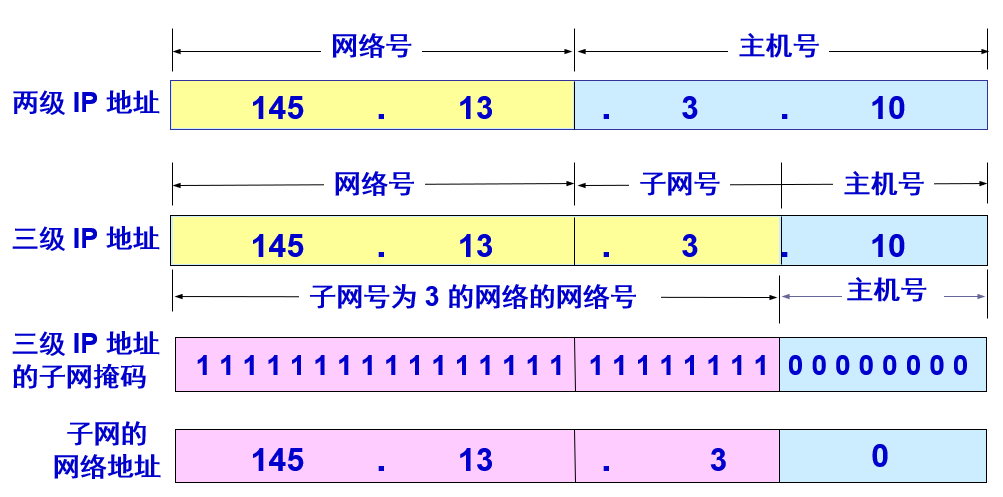 网络号 主机号
两级 IP 地址 145 . 13 . 3 . 10
网络号 子网号 主机号
三级 IP 地址 145 . 13 . 3 . 10
子网号为 3 的网络的网络号 主机号
三级 IP 地址
的子网掩码
1 1 1 1 1 1 1 1 1 1 1 1 1 1 1 1 1 1 1 1 1 1 1 1 0 0 0 0 0 0 0 0
子网的
网络地址
145 . 13 . 3 0